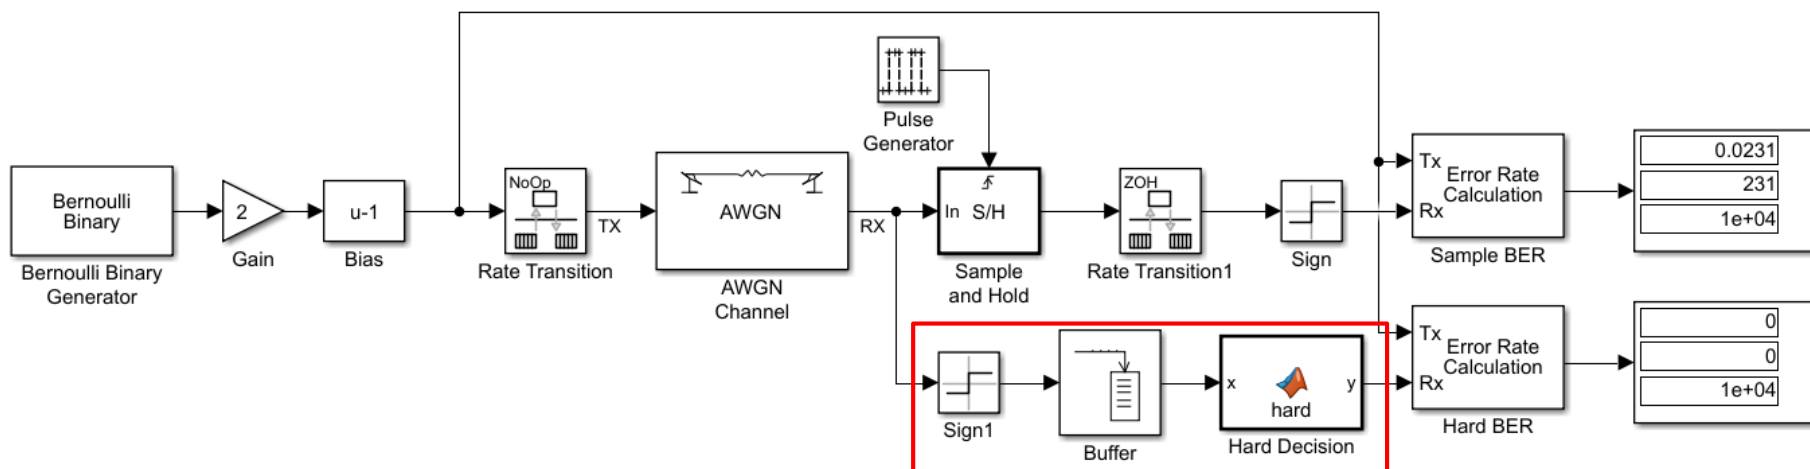 Bernoulli
Binary
Bernoulli Binary
Generator
2
Gain
u-1
Bias
NoOp
Rate Transition
TX
AWGN
AWGN
Channel
RX
Pulse
Generator
In
S/H
Sample
and Hold
ZOH
Rate Transition1
Sign
Tx
Rx
Error Rate
Calculation
Sample BER
0.0231
231
1e+04
Sign1
Buffer
x
hard
y
Hard Decision
Tx
Rx
Error Rate
Calculation
Hard BER
0
0
1e+04